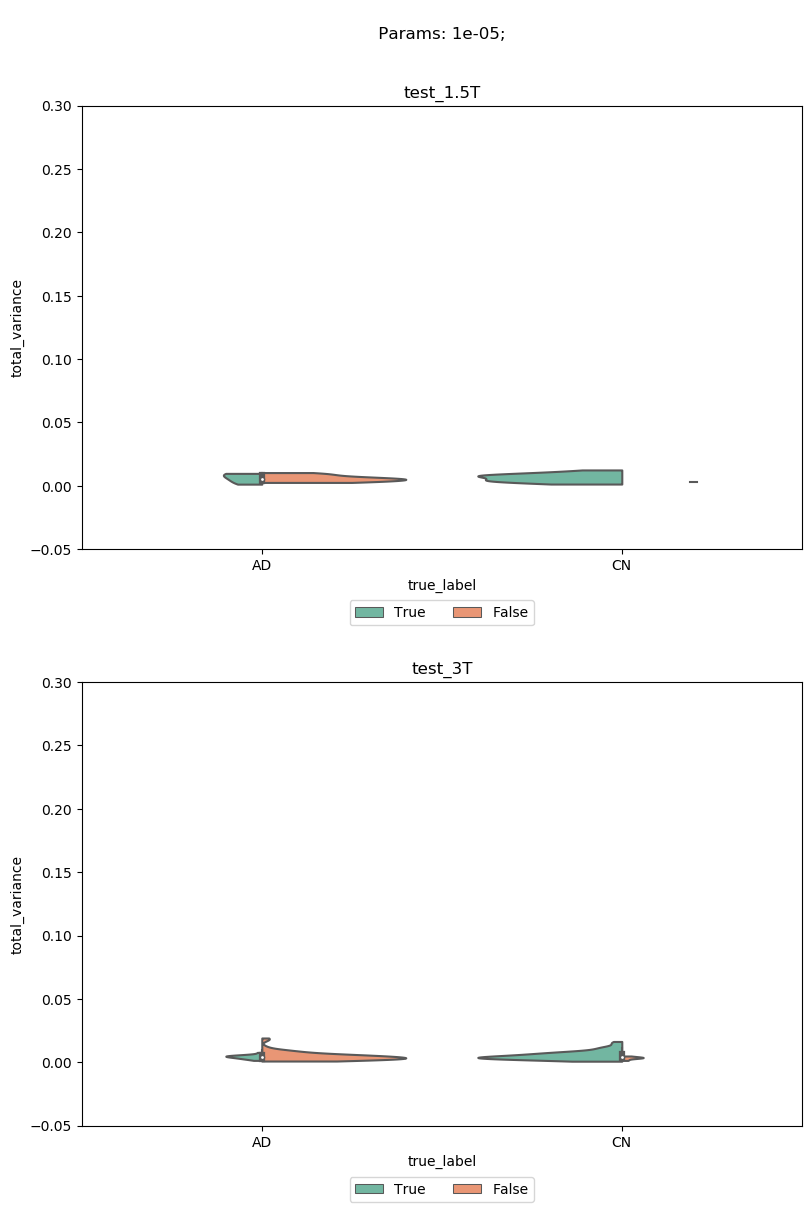 Params: 1e-05;
test_1.5T
0.30
0.25
0.20
0.15
0.10
0.05
0.00
−0.05
total_variance
AD CN
true_label
True False
test_3T
0.30
0.25
0.20
0.15
0.10
0.05
0.00
−0.05
total_variance
AD CN
true_label
True False